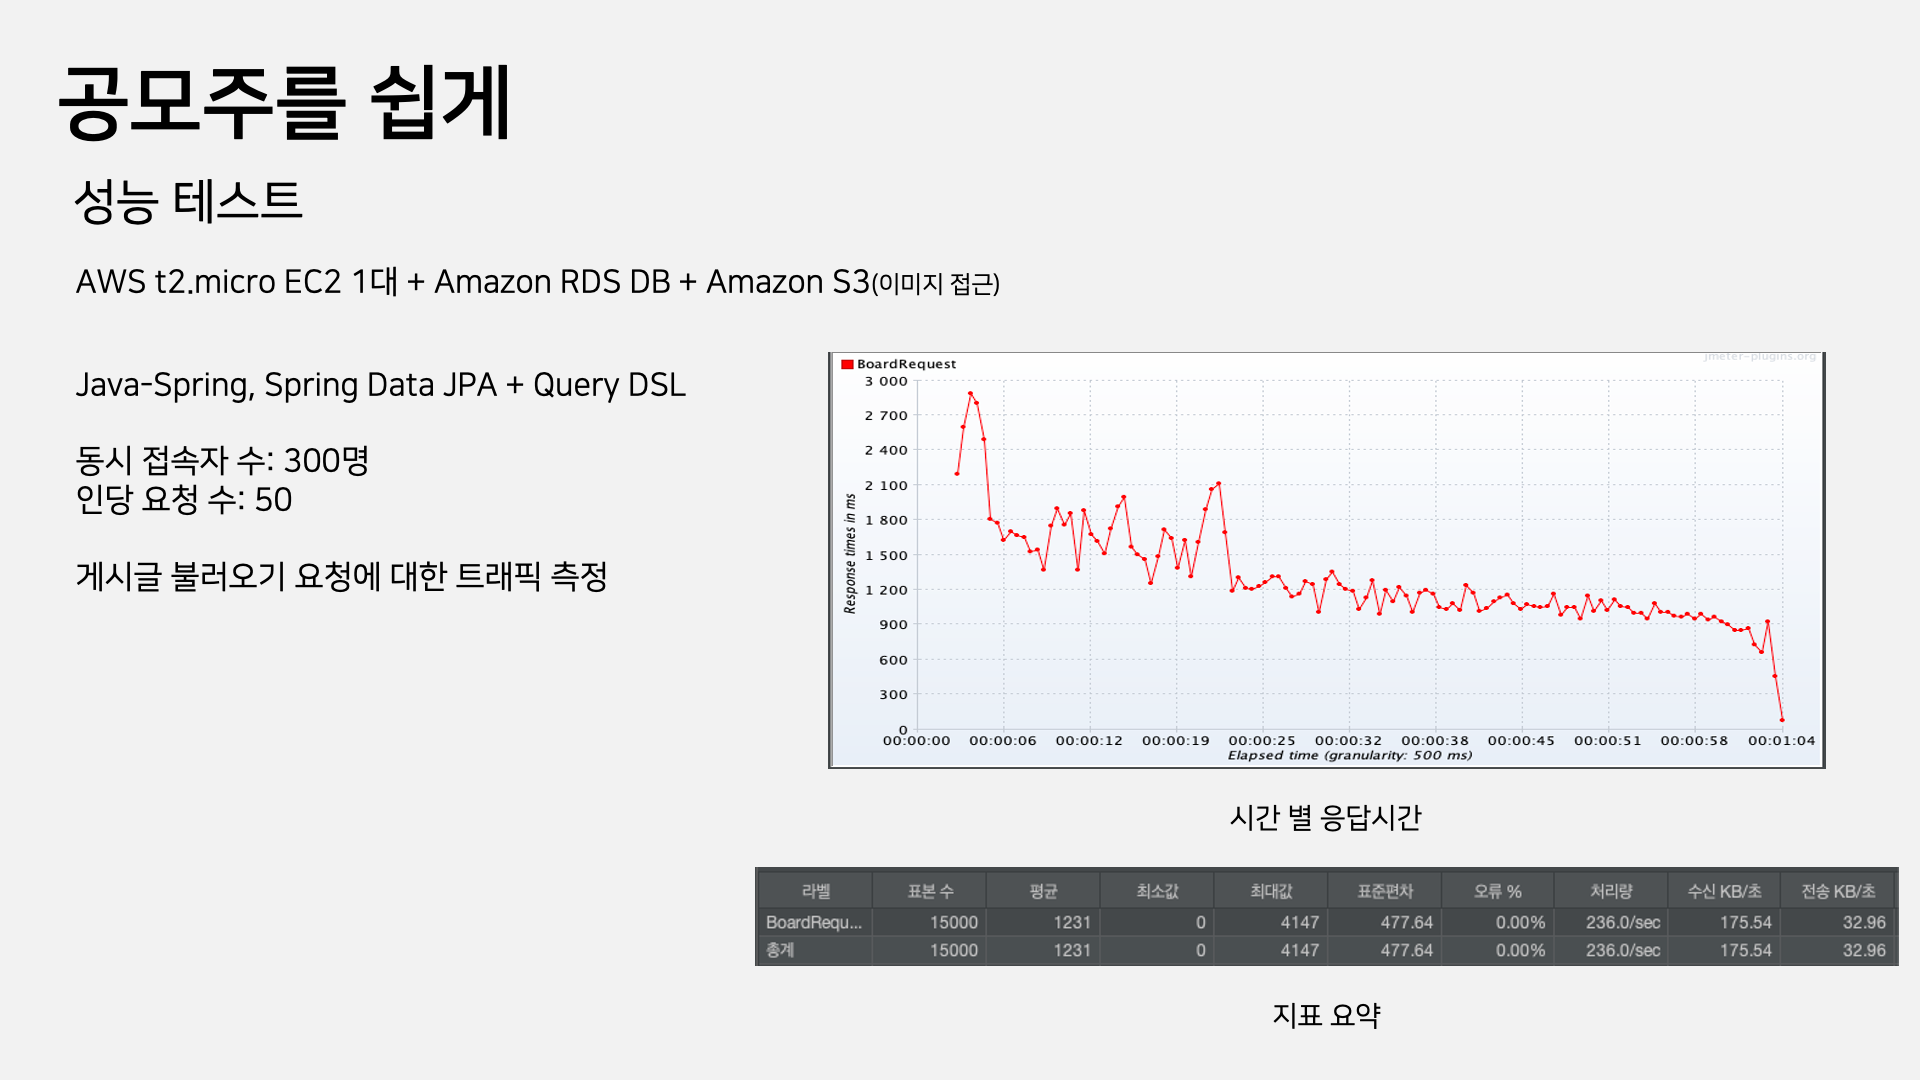 공모주를 쉽게
성능 테스트
AWS t2.micro EC2 1대 + Amazon RDS DB + Amazon S3(이미지 접근)
Java-Spring, Spring Data JPA + Query DSL
동시 접속자 수: 300명
인당 요청 수: 50
게시글 불러오기 요청에 대한 트래픽 측정
BoardRequest
jmeter-plugins.org
3 000
2 700
2 400
2 100
1 800
1 500
1 200
900
600
300
0
Response times in ms
00:00:00 00:00:06 00:00:12 00:00:19 00:00:25 00:00:32 00:00:38 00:00:45 00:00:51 00:00:58 00:01:04
Elapsed time (granularity: 500 ms)
시간 별 응답시간
라벨 표본 수 평균 최소값 최대값 표준편차 오류 % 처리량 수신 KB/초 전송 KB/초
BoardRequ... 15000 1231 0 4147 477.64 0.00% 236.0/sec 175.54 32.96
총계 15000 1231 0 4147 477.64 0.00% 236.0/sec 175.54 32.96
지표 요약